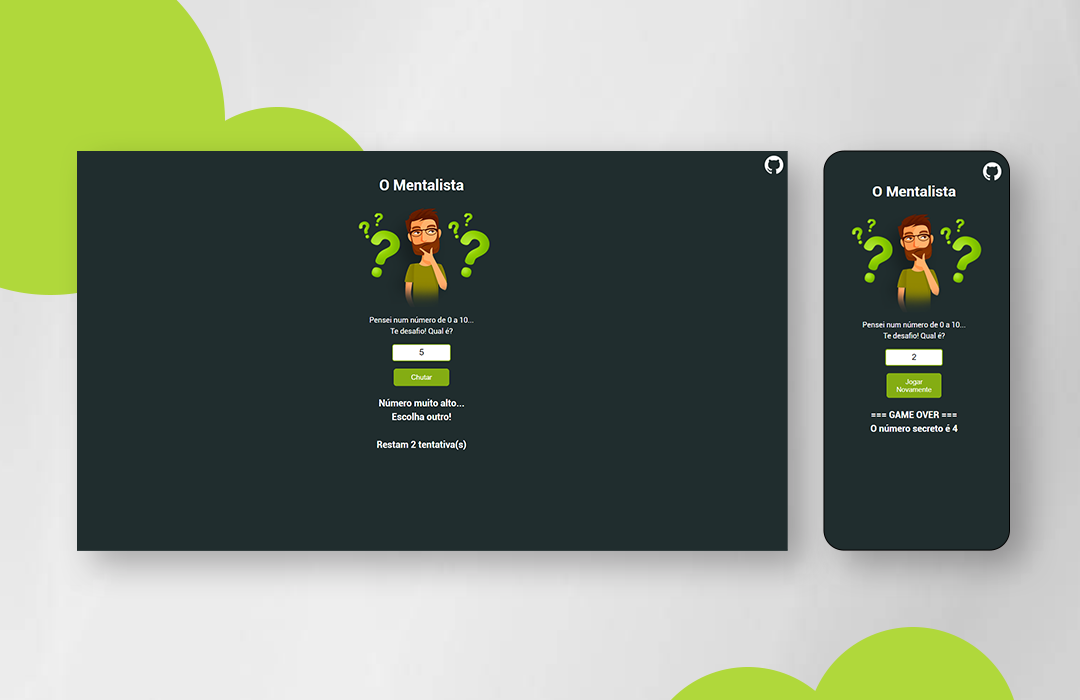 O Mentalista
Pensei num número de 0 a 10...
Te desafio! Qual é?
5
Chutar
Número muito alto...
Escolha outro!
Restam 2 tentativa(s)
O Mentalista
Pensei num número de 0 a 10...
Te desafio! Qual é?
2
Jogar
Novamente
=== GAME OVER ===
O número secreto é 4